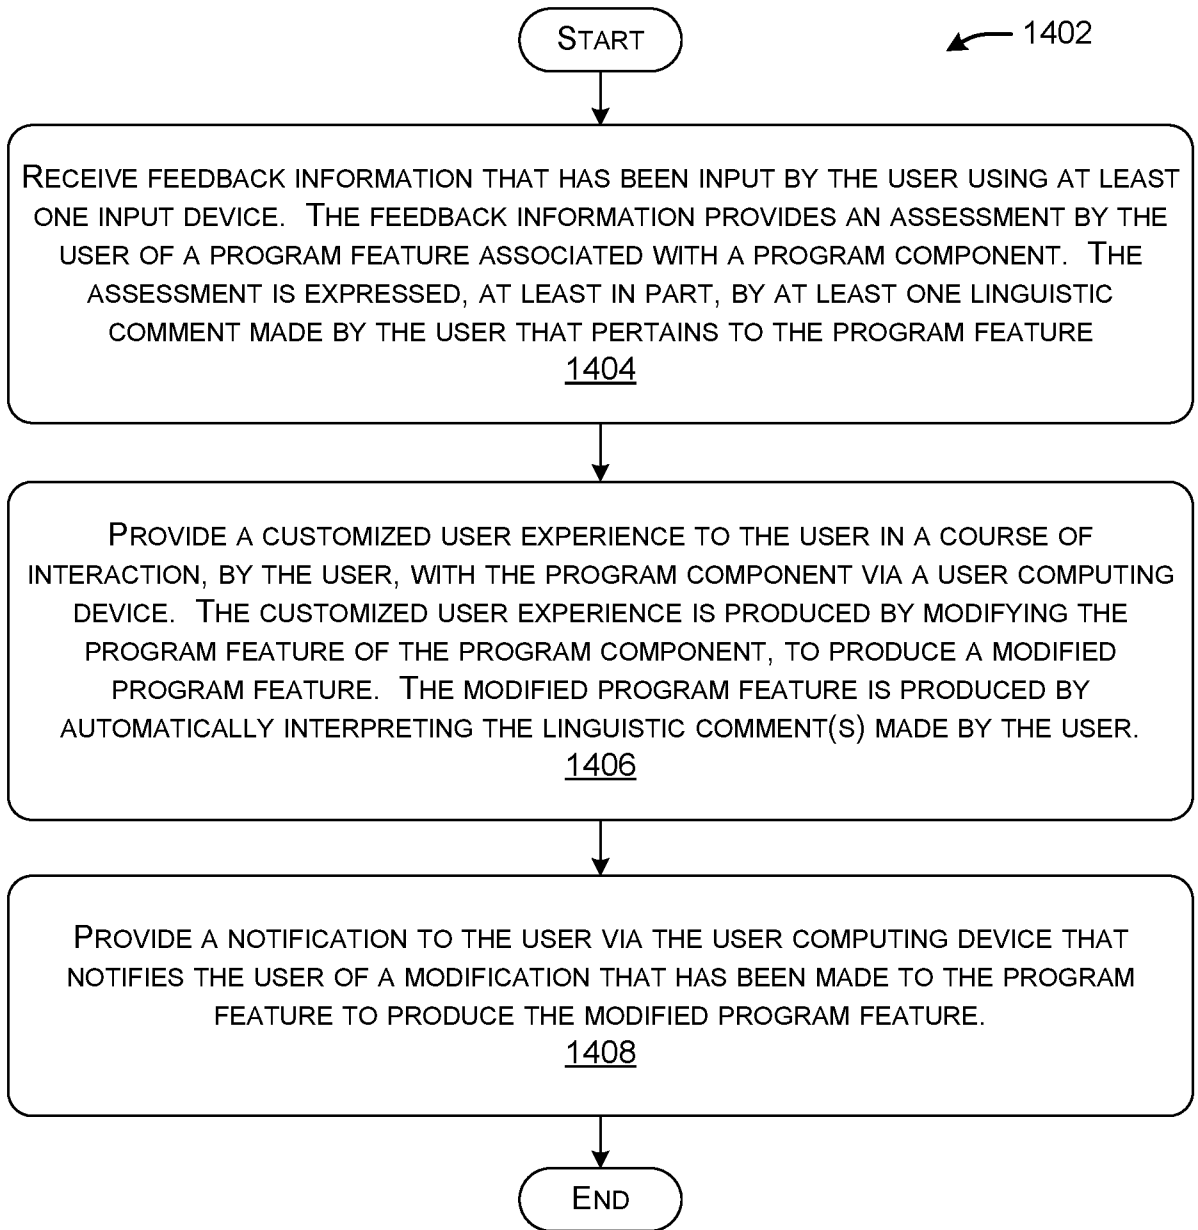 START
1402
RECEIVE FEEDBACK INFORMATION THAT HAS BEEN INPUT BY THE USER USING AT LEAST
ONE INPUT DEVICE. THE FEEDBACK INFORMATION PROVIDES AN ASSESSMENT BY THE
USER OF A PROGRAM FEATURE ASSOCIATED WITH A PROGRAM COMPONENT. THE
ASSESSMENT IS EXPRESSED, AT LEAST IN PART, BY AT LEAST ONE LINGUISTIC
COMMENT MADE BY THE USER THAT PERTAINS TO THE PROGRAM FEATURE
1404
PROVIDE A CUSTOMIZED USER EXPERIENCE TO THE USER IN A COURSE OF
INTERACTION, BY THE USER, WITH THE PROGRAM COMPONENT VIA A USER COMPUTING
DEVICE. THE CUSTOMIZED USER EXPERIENCE IS PRODUCED BY MODIFYING THE
PROGRAM FEATURE OF THE PROGRAM COMPONENT, TO PRODUCE A MODIFIED
PROGRAM FEATURE. THE MODIFIED PROGRAM FEATURE IS PRODUCED BY
AUTOMATICALLY INTERPRETING THE LINGUISTIC COMMENT(S) MADE BY THE USER.
1406
PROVIDE A NOTIFICATION TO THE USER VIA THE USER COMPUTING DEVICE THAT
NOTIFIES THE USER OF A MODIFICATION THAT HAS BEEN MADE TO THE PROGRAM
FEATURE TO PRODUCE THE MODIFIED PROGRAM FEATURE.
1408
END